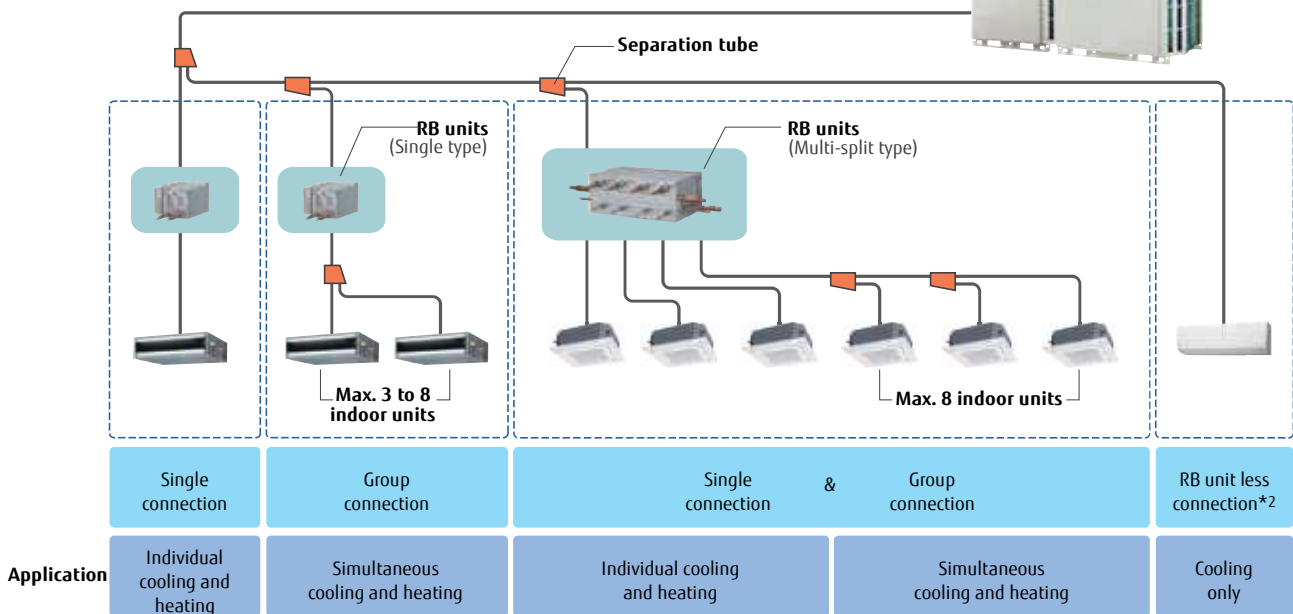 Separation tube
RB units
(Single type)
RB units
(Multi-split type)
Max. 3 to 8
indoor units
Max. 8 indoor units
Single
connection
Group
connection
Single
connection
&
Group
connection
RB unit less
connection*2
Application
Individual
cooling and
heating
Simultaneous
cooling and heating
Individual cooling
and heating
Simultaneous
cooling and heating
Cooling
only